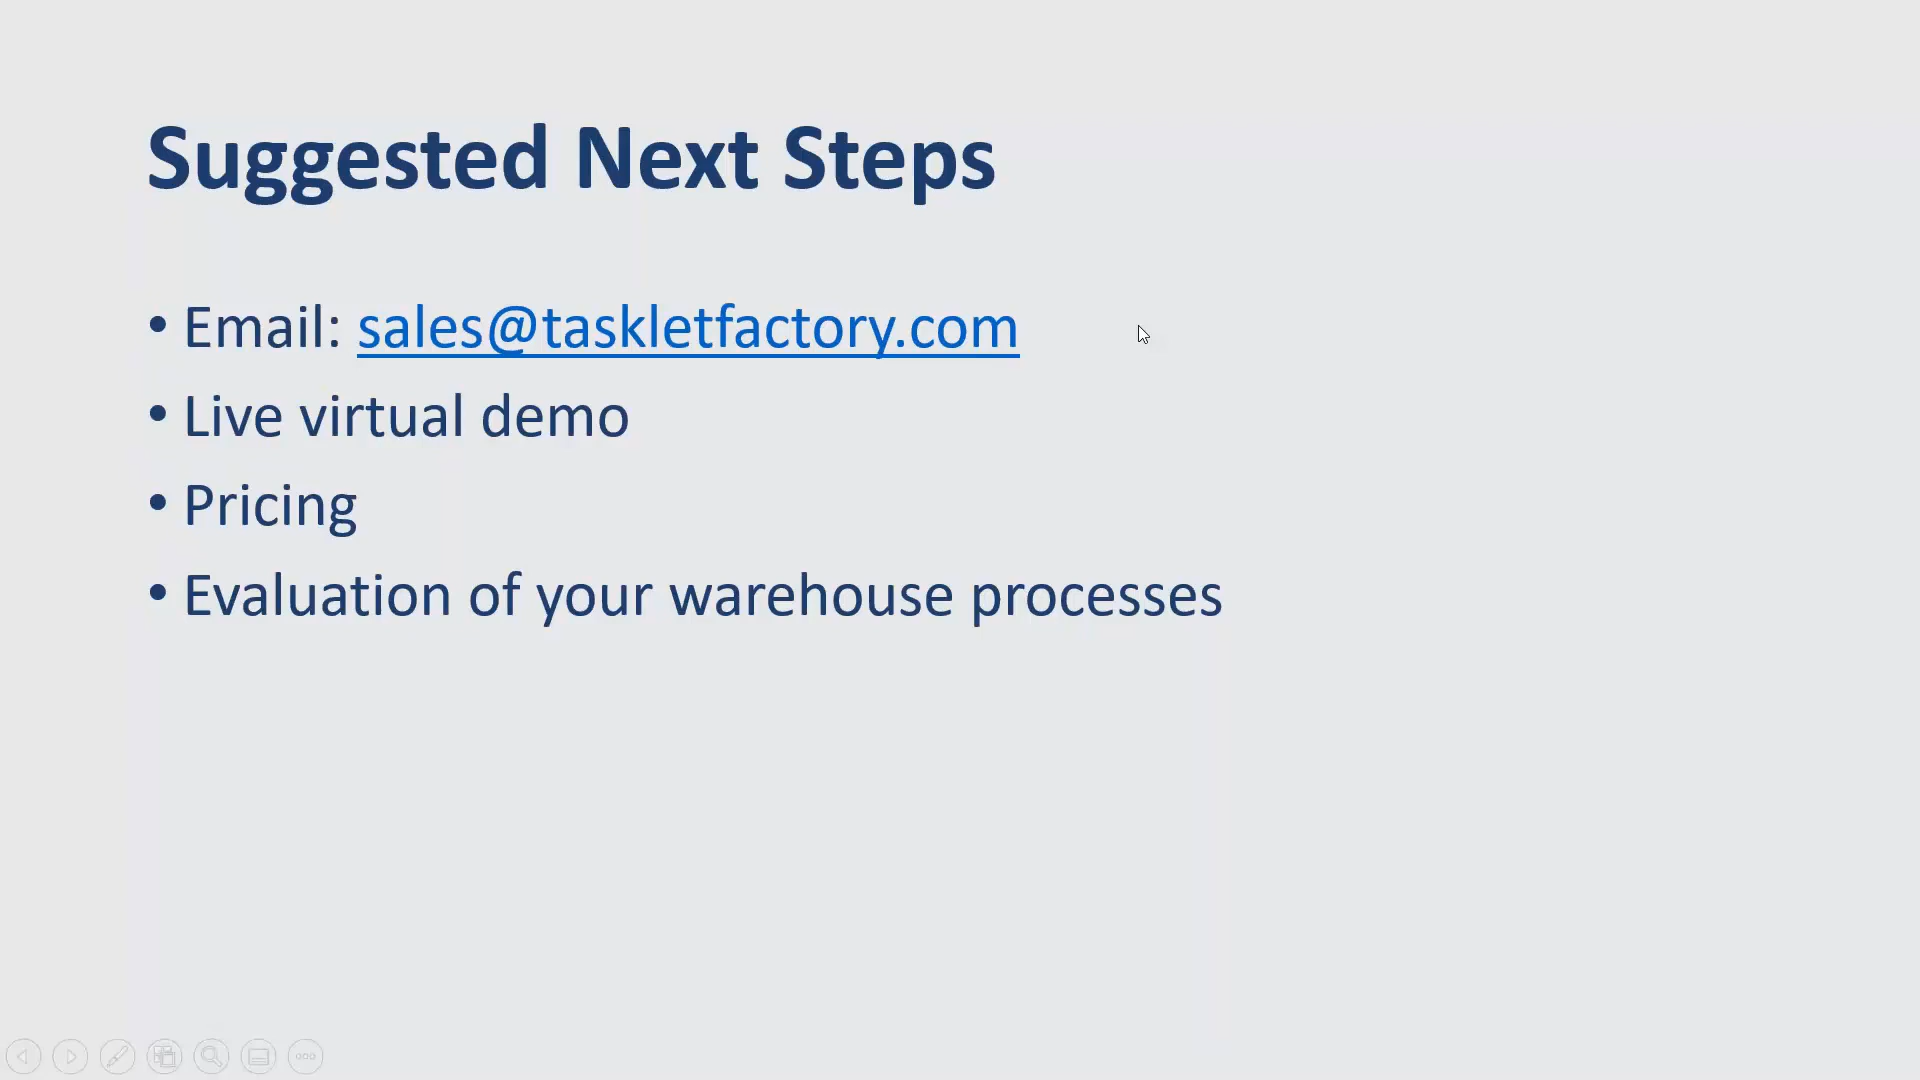 Suggested Next Steps
• Email: sales@taskletfactory.com
• Live virtual demo
• Pricing
• Evaluation of your warehouse processes